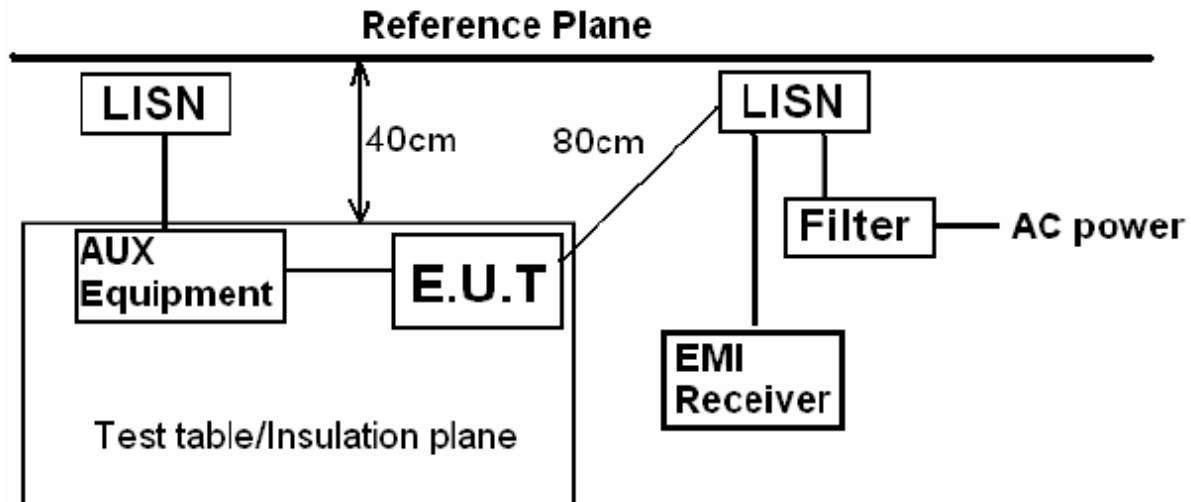 Reference Plane
LISN
LISN
40cm
80cm
Filter
AC power
AUX
Equipment
E.U.T
EMI
Receiver
Test table/Insulation plane